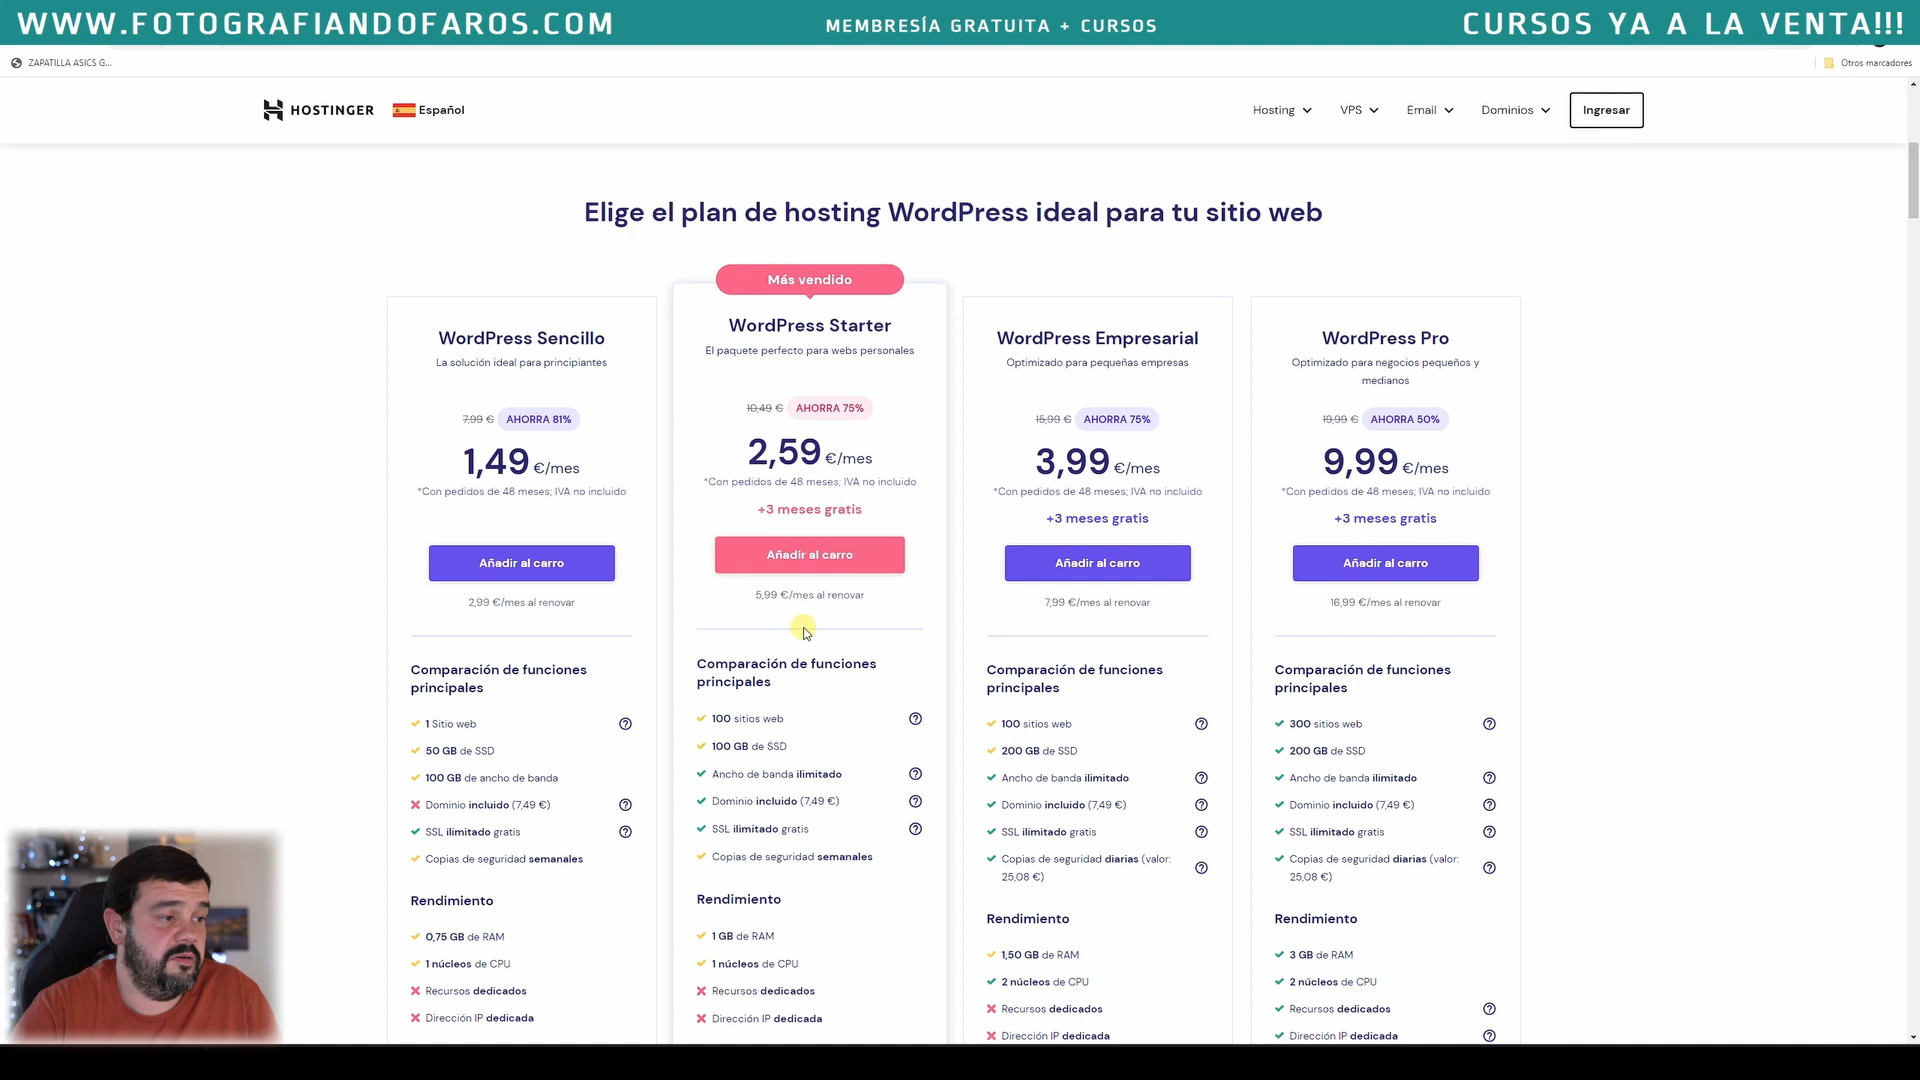 WWW.FOTOGRAFIANDOFAROS.COM
MEMBRESÍA GRATUITA + CURSOS
CURSOS YA A LA VENTA!!!
ZAPATILLA ASICS G...
Otros marcadores
HOSTINGER
Español
Hosting
VPS
Email
Dominios
Ingresar
Elige el plan de hosting WordPress ideal para tu sitio web
WordPress Sencillo
La solución ideal para principiantes
7,99 €
AHORRA 81%
1,49 €/mes
*Con pedidos de 48 meses; IVA no incluido
Añadir al carro
2,99 €/mes al renovar
Comparación de funciones
principales
1 Sitio web
50 GB de SSD
100 GB de ancho de banda
Dominio incluido (7,49 €)
SSL ilimitado gratis
Copias de seguridad semanales
Rendimiento
0,75 GB de RAM
1 núcleos de CPU
Recursos dedicados
Dirección IP dedicada
Más vendido
WordPress Starter
El paquete perfecto para webs personales
10,49 €
AHORRA 75%
2,59 €/mes
*Con pedidos de 48 meses; IVA no incluido
+3 meses gratis
Añadir al carro
5,99 €/mes al renovar
Comparación de funciones
principales
100 sitios web
100 GB de SSD
Ancho de banda ilimitado
Dominio incluido (7,49 €)
SSL ilimitado gratis
Copias de seguridad semanales
Rendimiento
1 GB de RAM
1 núcleos de CPU
Recursos dedicados
Dirección IP dedicada
WordPress Empresarial
Optimizado para pequeñas empresas
15,99 €
AHORRA 75%
3,99 €/mes
*Con pedidos de 48 meses; IVA no incluido
+3 meses gratis
Añadir al carro
7,99 €/mes al renovar
Comparación de funciones
principales
100 sitios web
200 GB de SSD
Ancho de banda ilimitado
Dominio incluido (7,49 €)
SSL ilimitado gratis
Copias de seguridad diarias (valor:
25,08 €)
Rendimiento
1,50 GB de RAM
2 núcleos de CPU
Recursos dedicados
Dirección IP dedicada
WordPress Pro
Optimizado para negocios pequeños y
medianos
19,99 €
AHORRA 50%
9,99 €/mes
*Con pedidos de 48 meses; IVA no incluido
+3 meses gratis
Añadir al carro
16,99 €/mes al renovar
Comparación de funciones
principales
300 sitios web
200 GB de SSD
Ancho de banda ilimitado
Dominio incluido (7,49 €)
SSL ilimitado gratis
Copias de seguridad diarias (valor:
25,08 €)
Rendimiento
3 GB de RAM
2 núcleos de CPU
Recursos dedicados
Dirección IP dedicada